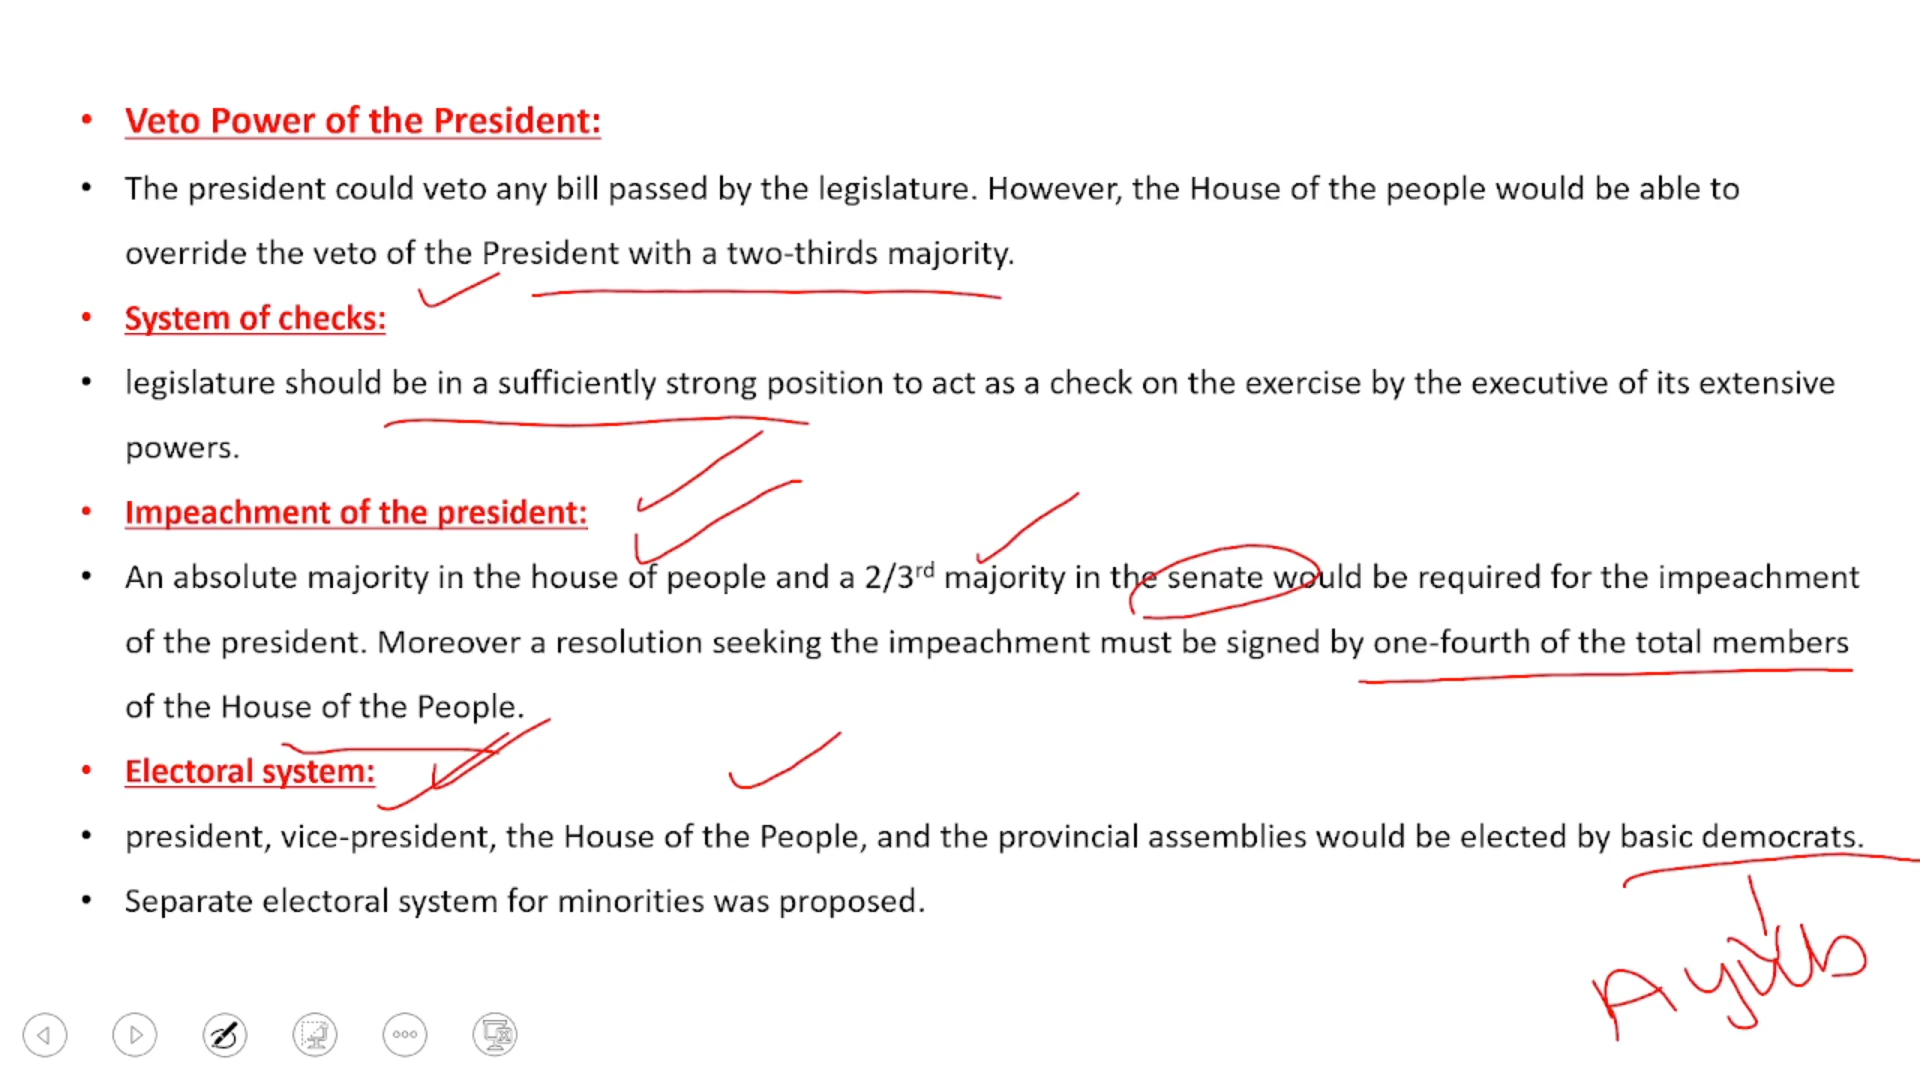 • Veto Power of the President:
• The president could veto any bill passed by the legislature. However, the House of the people would be able to
override the veto of the President with a two-thirds majority.
• System of checks:
• legislature should be in a sufficiently strong position to act as a check on the exercise by the executive of its extensive
powers.
• Impeachment of the president:
• An absolute majority in the house of people and a 2/3rd majority in the senate would be required for the impeachment
of the president. Moreover a resolution seeking the impeachment must be signed by one-fourth of the total members
of the House of the People.
• Electoral system:
• president, vice-president, the House of the People, and the provincial assemblies would be elected by basic democrats.
• Separate electoral system for minorities was proposed.
Ayub